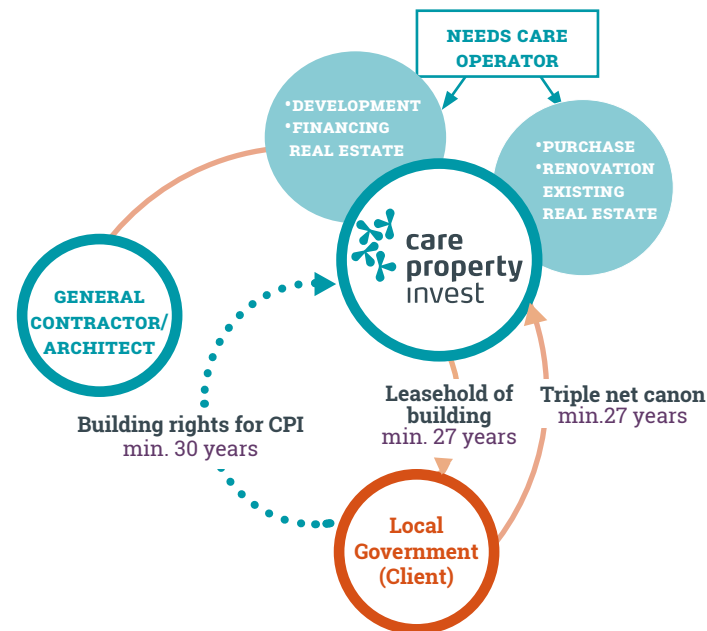 NEEDS CARE
OPERATOR
•DEVELOPMENT
•FINANCING
REAL ESTATE
•PURCHASE
•RENOVATION
EXISTING
REAL ESTATE
care
property
invest
GENERAL
CONTRACTOR/
ARCHITECT
Building rights for CPI
min. 30 years
Leasehold of
building
min. 27 years
Triple net canon
min.27 years
Local
Government
(Client)